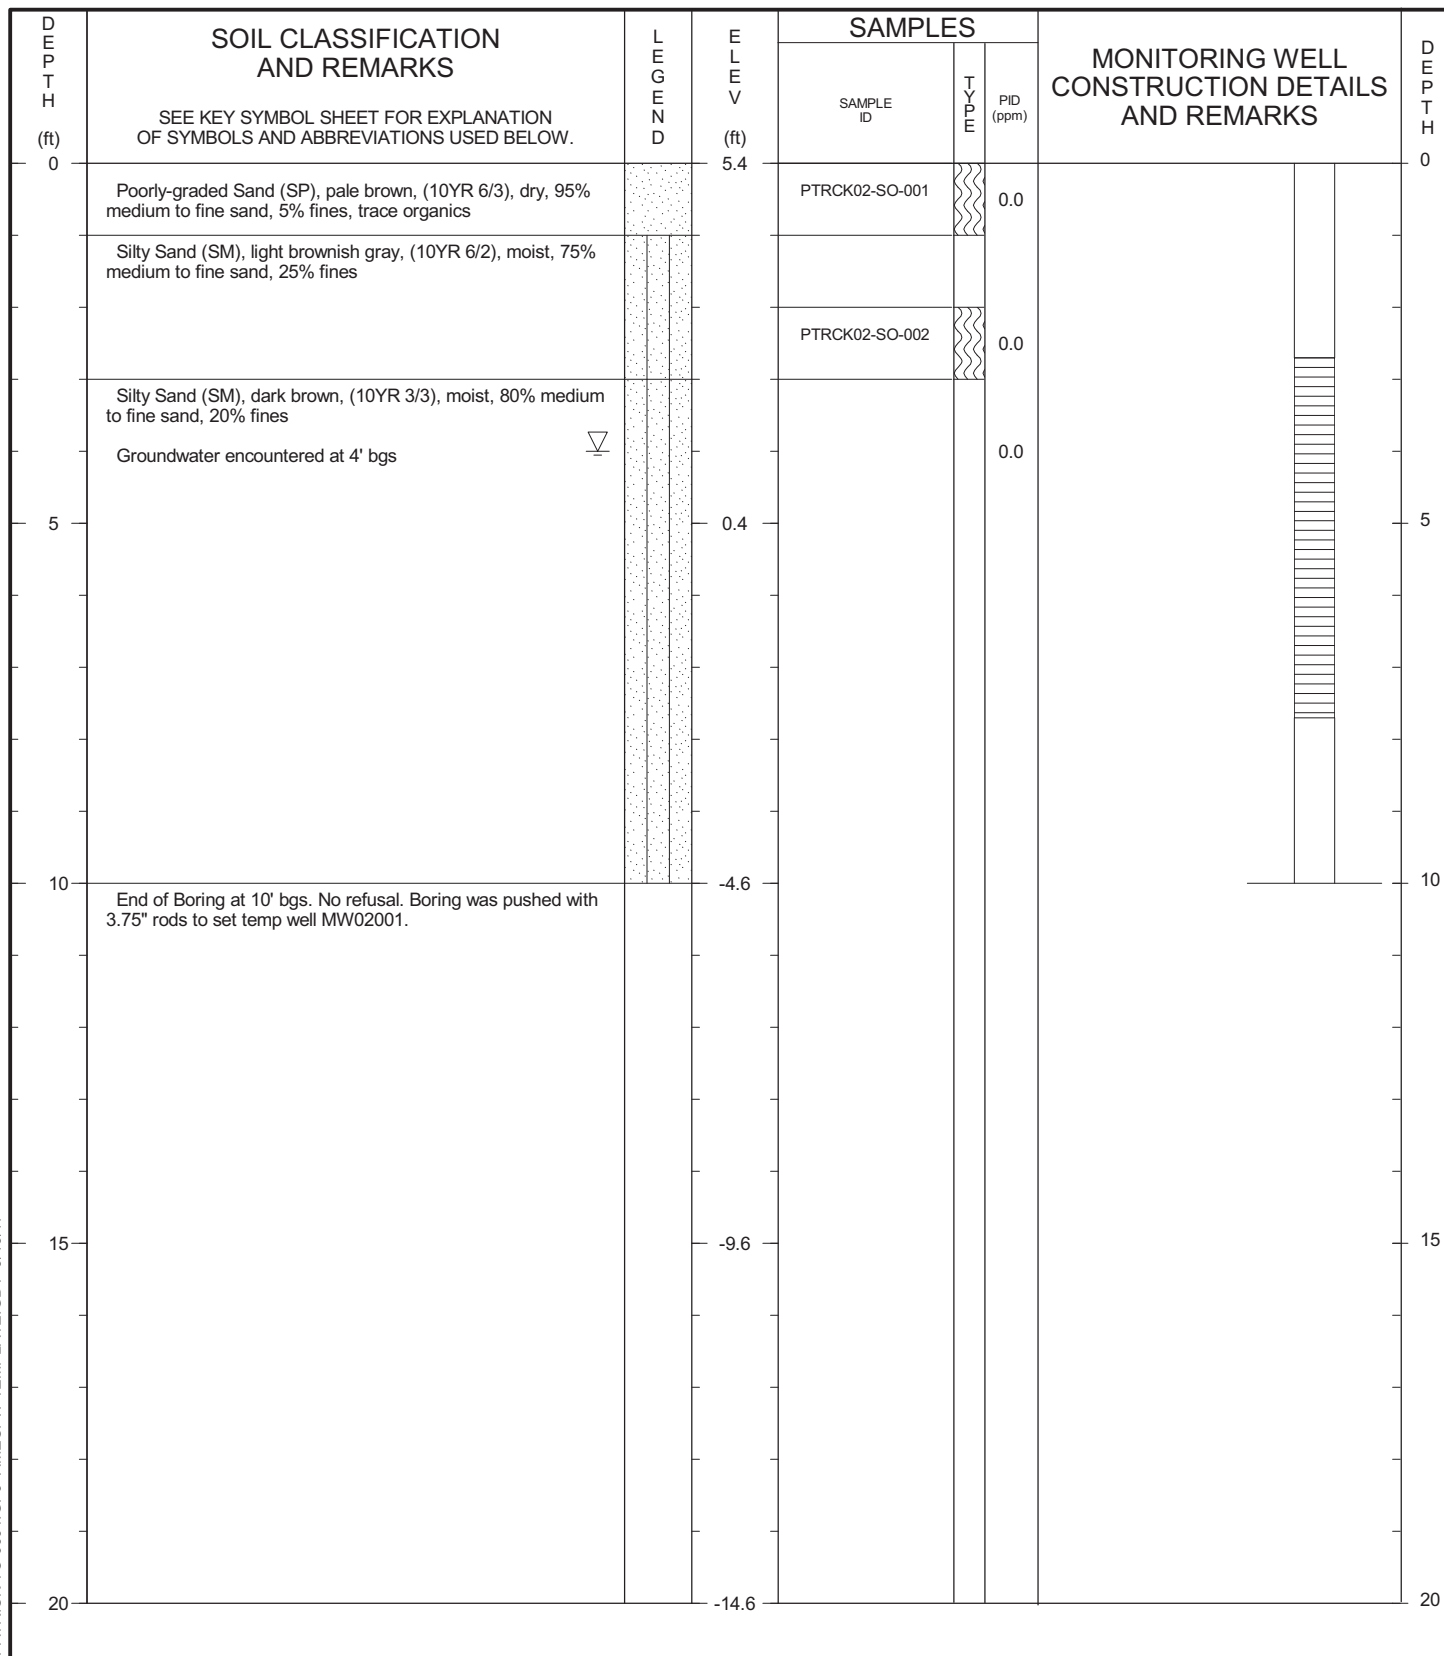 DEPTH
(ft)
SOIL CLASSIFICATION
AND REMARKS
SEE KEY SYMBOL SHEET FOR EXPLANATION
OF SYMBOLS AND ABBREVIATIONS USED BELOW.
LEGEND
ELEV
(ft)
SAMPLES
SAMPLE
ID
TYPE
PID
(ppm)
MONITORING WELL
CONSTRUCTION DETAILS
AND REMARKS
DEPTH
0
5.4
0
Poorly-graded Sand (SP), pale brown, (10YR 6/3), dry, 95%
medium to fine sand, 5% fines, trace organics
PTRCK02-SO-001
0.0
Silty Sand (SM), light brownish gray, (10YR 6/2), moist, 75%
medium to fine sand, 25% fines
PTRCK02-SO-002
0.0
Silty Sand (SM), dark brown, (10YR 3/3), moist, 80% medium
to fine sand, 20% fines
Groundwater encountered at 4' bgs
0.0
5
0.4
5
10
-4.6
10
End of Boring at 10' bgs. No refusal. Boring was pushed with
3.75" rods to set temp well MW02001.
15
-9.6
15
20
-14.6
20